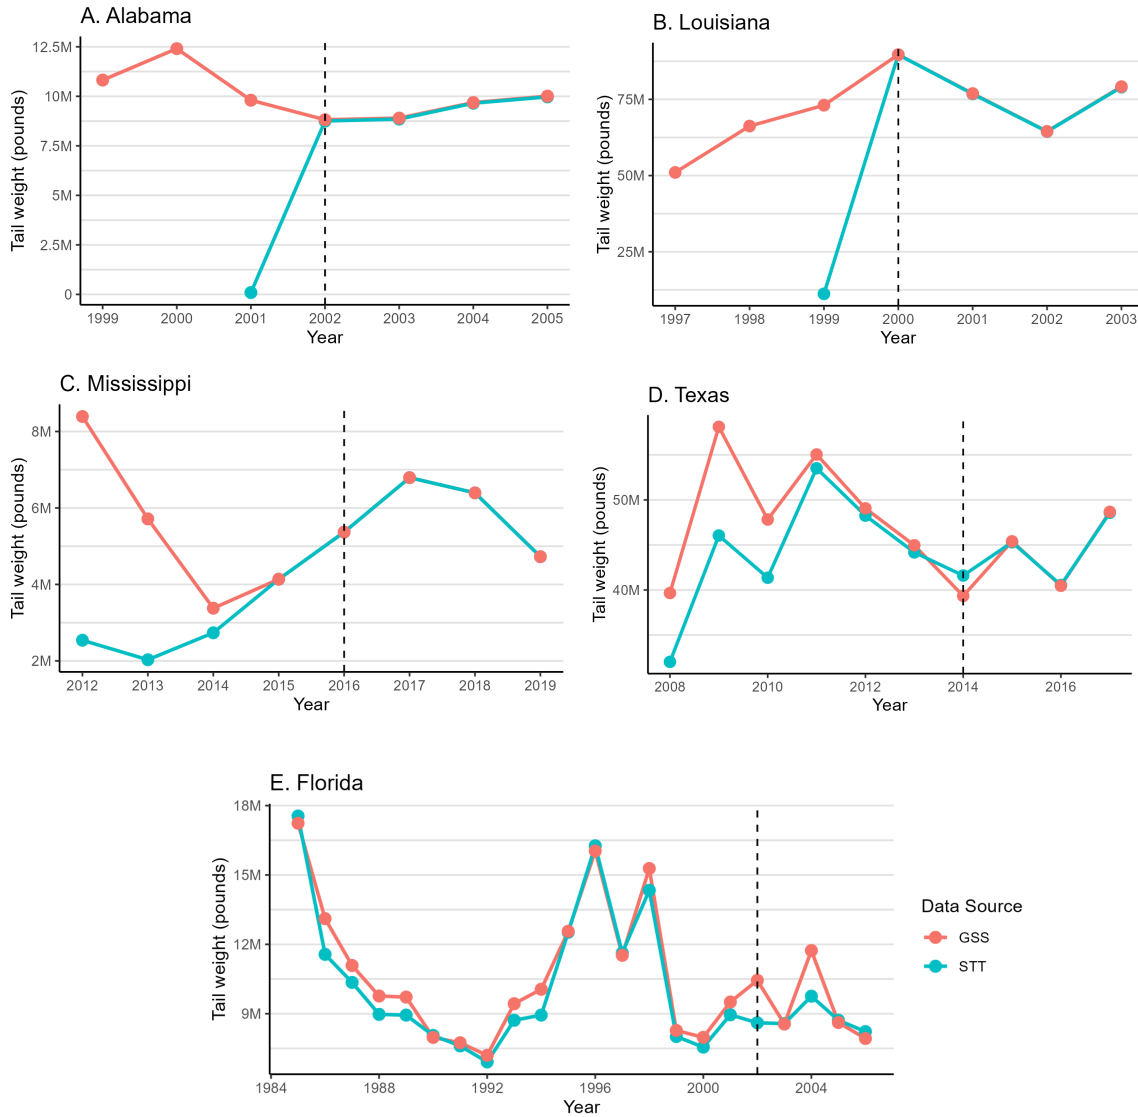 A. Alabama
Tail weight (pounds)
12.5M
10M
7.5M
5M
2.5M
0
1999 2000 2001 2002 2003 2004 2005
Year
B. Louisiana
Tail weight (pounds)
75M
50M
25M
1997 1998 1999 2000 2001 2002 2003
Year
C. Mississippi
Tail weight (pounds)
8M
6M
4M
2M
2012 2013 2014 2015 2016 2017 2018 2019
Year
D. Texas
Tail weight (pounds)
50M
40M
2008 2010 2012 2014 2016
Year
E. Florida
Tail weight (pounds)
18M
15M
12M
9M
1984 1988 1992 1996 2000 2004
Year
Data Source
GSS
STT